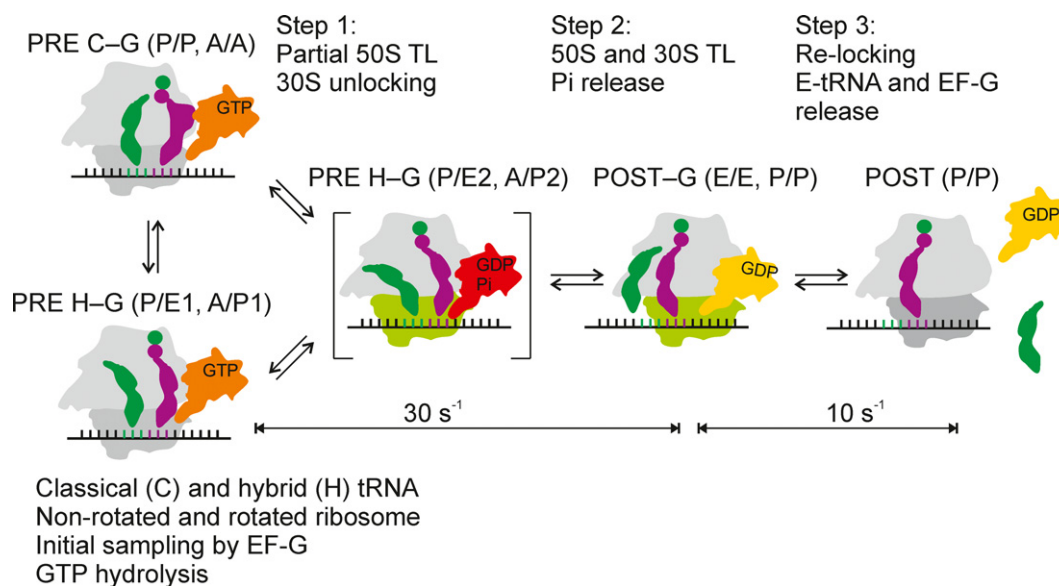 PRE C–G (P/P, A/A)
GTP
Step 1:
Partial 50S TL
30S unlocking
Step 2:
50S and 30S TL
Pi release
Step 3:
Re-locking
E-tRNA and EF-G
release
PRE H–G (P/E2, A/P2)
GDP
Pi
POST–G (E/E, P/P)
GDP
POST (P/P)
GDP
PRE H–G (P/E1, A/P1)
GTP
30 s⁻¹
10 s⁻¹
Classical (C) and hybrid (H) tRNA
Non-rotated and rotated ribosome
Initial sampling by EF-G
GTP hydrolysis